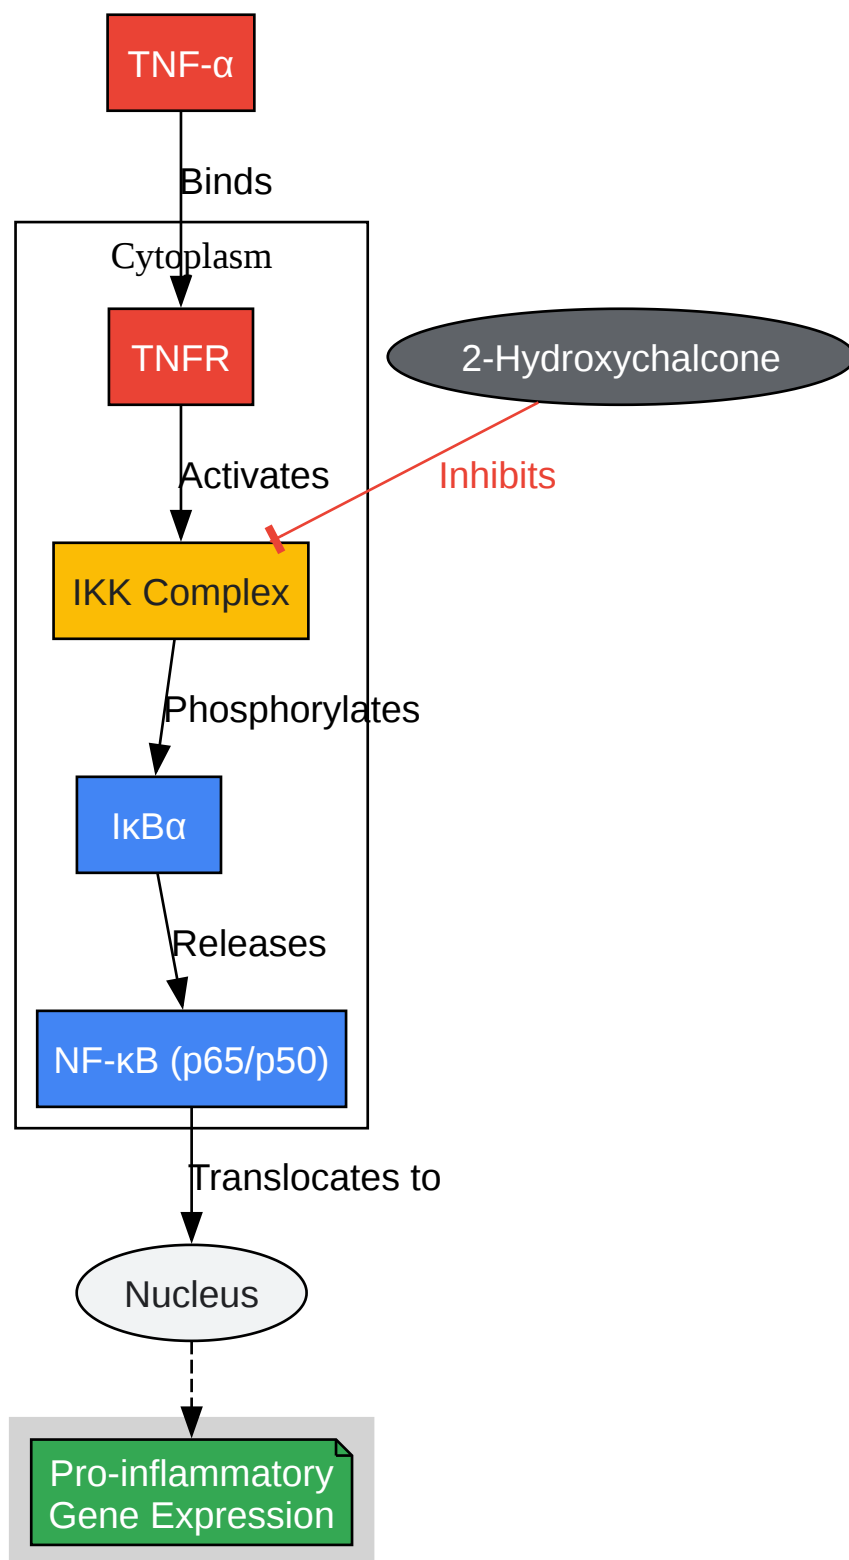 TNF-α
Binds
Cytoplasm
TNFR
2-Hydroxychalcone
Activates
Inhibits
IKK Complex
Phosphorylates
IκBα
Releases
NF-κB (p65/p50)
Translocates to
Nucleus
Pro-inflammatory
Gene Expression